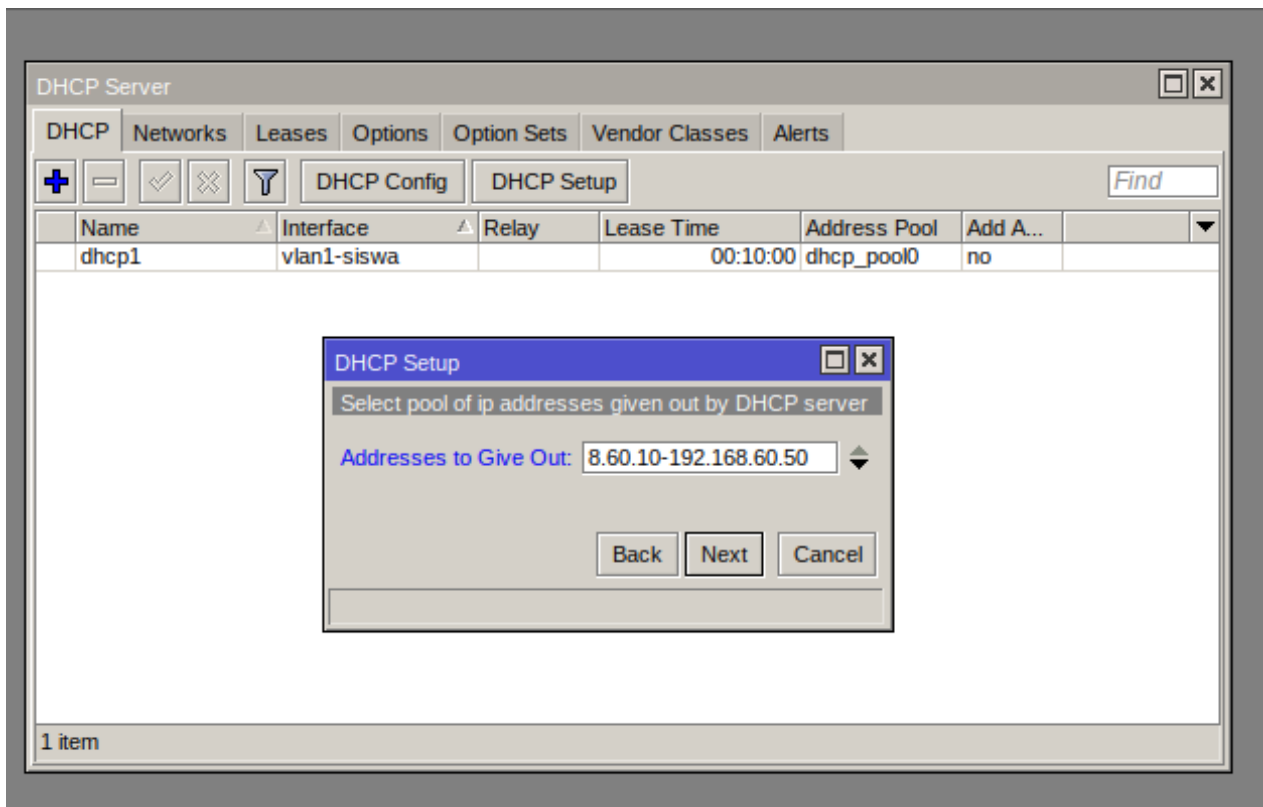 DHCP Server
DHCP Networks Leases Options Option Sets Vendor Classes Alerts
DHCP Config DHCP Setup Find
Name Interface Relay Lease Time Address Pool Add A...
dhcp1 vlan1-siswa 00:10:00 dhcp_pool0 no
DHCP Setup
Select pool of ip addresses given out by DHCP server
Addresses to Give Out: 8.60.10-192.168.60.50
Back Next Cancel
1 item